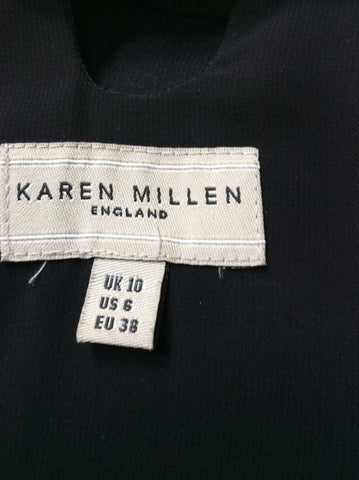 KAREN MILLEN
ENGLAND
UK 10
US 6
EU 38